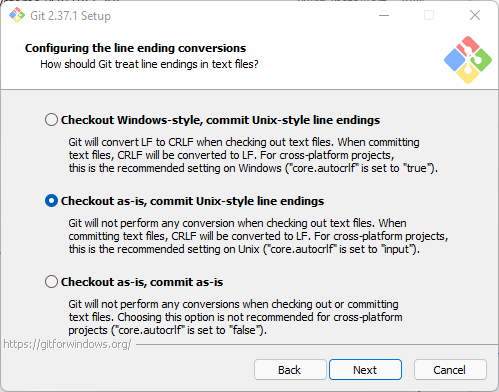 Git 2.37.1 Setup
Configuring the line ending conversions
How should Git treat line endings in text files?
Checkout Windows-style, commit Unix-style line endings
Git will convert LF to CRLF when checking out text files. When committing
text files, CRLF will be converted to LF. For cross-platform projects,
this is the recommended setting on Windows ("core.autocrlf" is set to "true").
Checkout as-is, commit Unix-style line endings
Git will not perform any conversion when checking out text files. When
committing text files, CRLF will be converted to LF. For cross-platform projects,
this is the recommended setting on Unix ("core.autocrlf" is set to "input").
Checkout as-is, commit as-is
Git will not perform any conversions when checking out or committing
text files. Choosing this option is not recommended for cross-platform
projects ("core.autocrlf" is set to "false").
https://gitforwindows.org/
Back Next Cancel